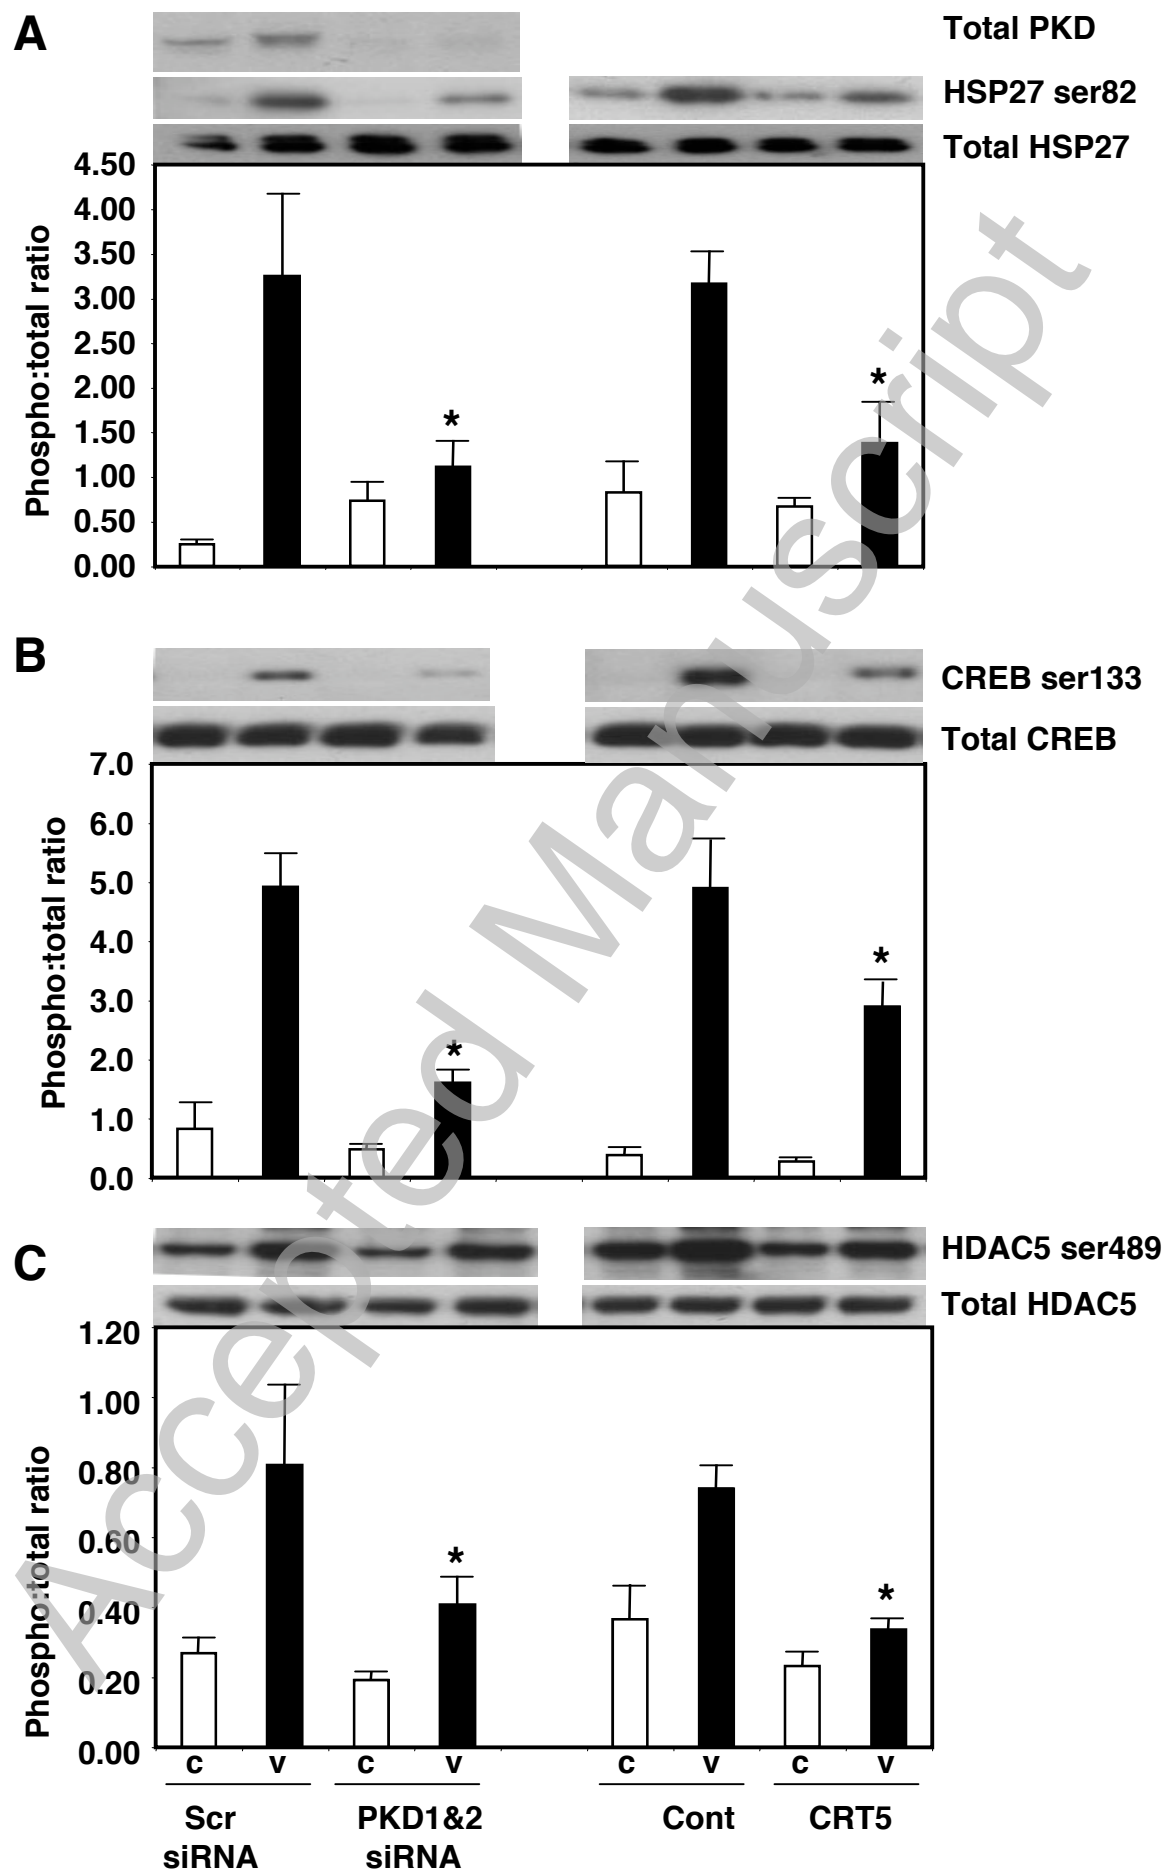 A
Total PKD
HSP27 ser82
Total HSP27
4.50
4.00
3.50
3.00
2.50
2.00
1.50
1.00
0.50
0.00
Phospho:total ratio
*
*
B
CREB ser133
Total CREB
7.0
6.0
5.0
4.0
3.0
2.0
1.0
0.0
Phospho:total ratio
*
*
C
HDAC5 ser489
Total HDAC5
1.20
1.00
0.80
0.60
0.40
0.20
0.00
Phospho:total ratio
*
*
c v c v c v c v
Scr siRNA
PKD1&2 siRNA
Cont
CRT5
Accepted Manuscript